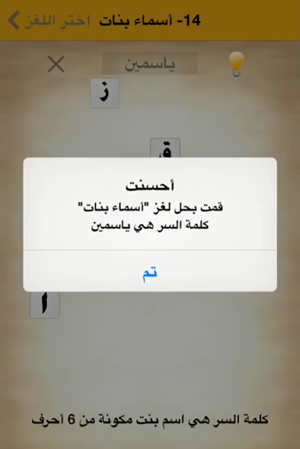 14- أسماء بنات
إختر اللغز
ياسمين
ز
ق
أحسنت
قمت بحل لغز "أسماء بنات"
كلمة السر هي ياسمين
تم
أ
كلمة السر هي اسم بنت مكونة من 6 أحرف